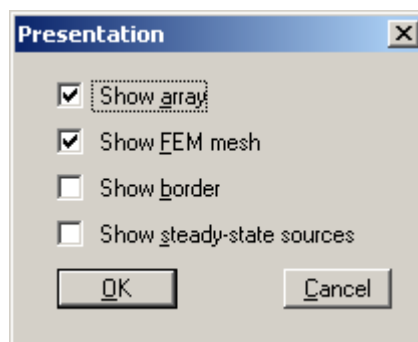 Presentation
Show array
Show FEM mesh
Show border
Show steady-state sources
OK Cancel